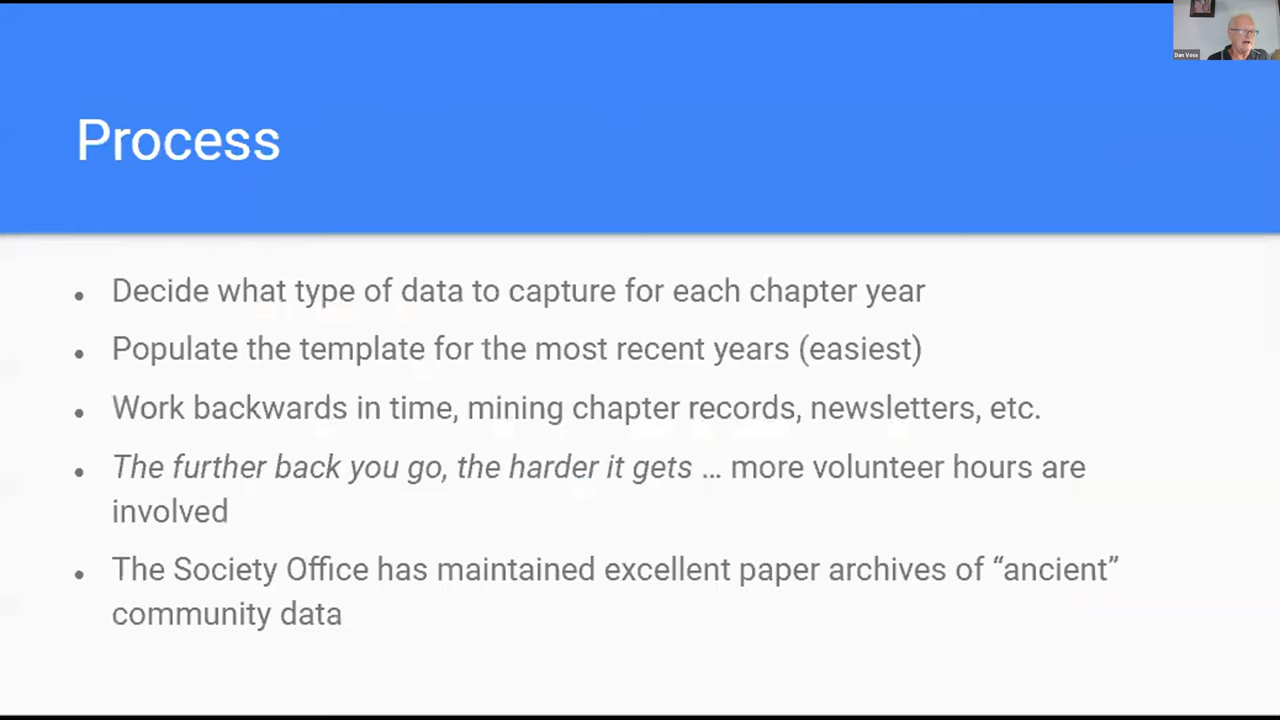 Dan Voss
Process
• Decide what type of data to capture for each chapter year
• Populate the template for the most recent years (easiest)
• Work backwards in time, mining chapter records, newsletters, etc.
• The further back you go, the harder it gets … more volunteer hours are
involved
• The Society Office has maintained excellent paper archives of “ancient”
community data